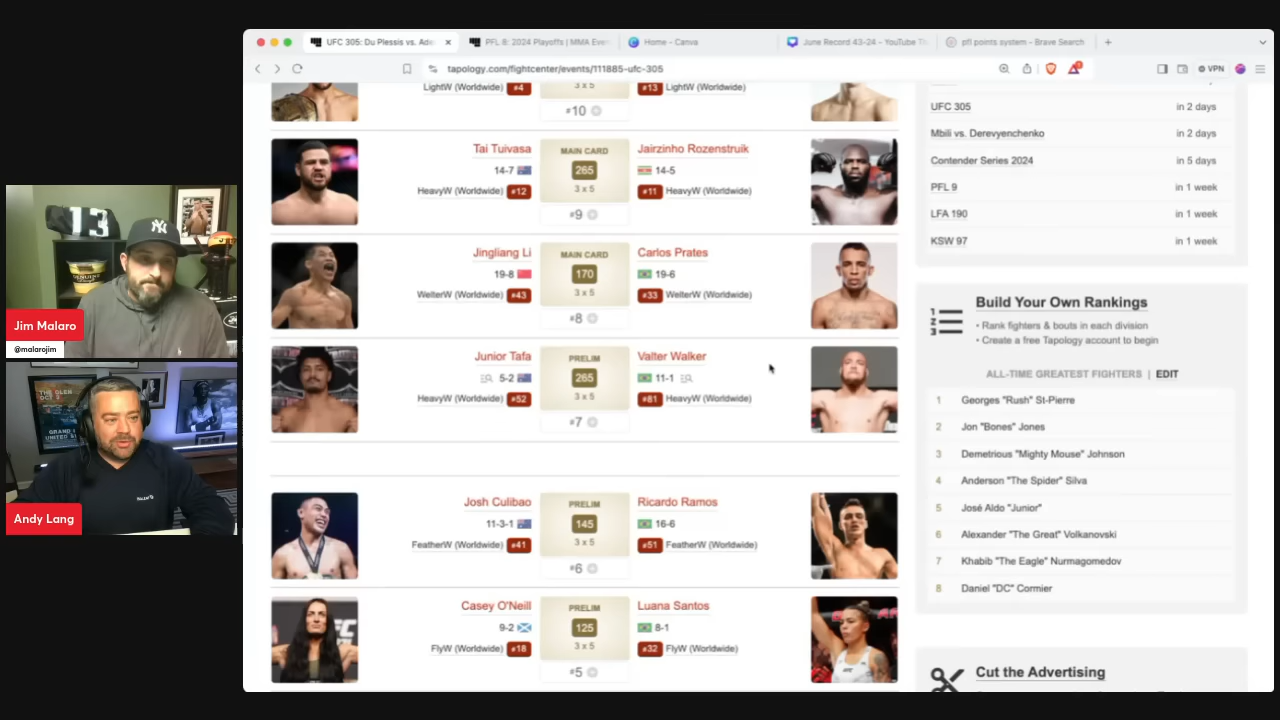 UFC 305: Du Plessis vs. Ade
PFL 8: 2024 Playoffs | MMA Even
Home – Canva
June Record 43-24 – YouTube Th
pfl points system – Brave Search
tapology.com/fightcenter/events/111885-ufc-305
VPN
LightW (Worldwide) #4
3 x 5
#13 LightW (Worldwide)
#10
Tai Tuivasa
MAIN CARD
Jairzinho Rozenstruik
14-7
265
14-5
HeavyW (Worldwide) #12
3 x 5
#11 HeavyW (Worldwide)
#9
Jingliang Li
MAIN CARD
Carlos Prates
19-8
170
19-6
WelterW (Worldwide) #43
3 x 5
#33 WelterW (Worldwide)
#8
Junior Tafa
PRELIM
Valter Walker
5-2
265
11-1
HeavyW (Worldwide) #52
3 x 5
#81 HeavyW (Worldwide)
#7
Josh Culibao
PRELIM
Ricardo Ramos
11-3-1
145
16-6
FeatherW (Worldwide) #41
3 x 5
#51 FeatherW (Worldwide)
#6
Casey O'Neill
PRELIM
Luana Santos
9-2
125
8-1
FlyW (Worldwide) #18
3 x 5
#32 FlyW (Worldwide)
#5
UFC 305 in 2 days
Mbili vs. Derevyenchenko in 2 days
Contender Series 2024 in 5 days
PFL 9 in 1 week
LFA 190 in 1 week
KSW 97 in 1 week
Build Your Own Rankings
• Rank fighters & bouts in each division
• Create a free Tapology account to begin
ALL-TIME GREATEST FIGHTERS | EDIT
1 Georges "Rush" St-Pierre
2 Jon "Bones" Jones
3 Demetrious "Mighty Mouse" Johnson
4 Anderson "The Spider" Silva
5 José Aldo "Junior"
6 Alexander "The Great" Volkanovski
7 Khabib "The Eagle" Nurmagomedov
8 Daniel "DC" Cormier
Cut the Advertising
13
Jim Malaro
@malarojim
Andy Lang